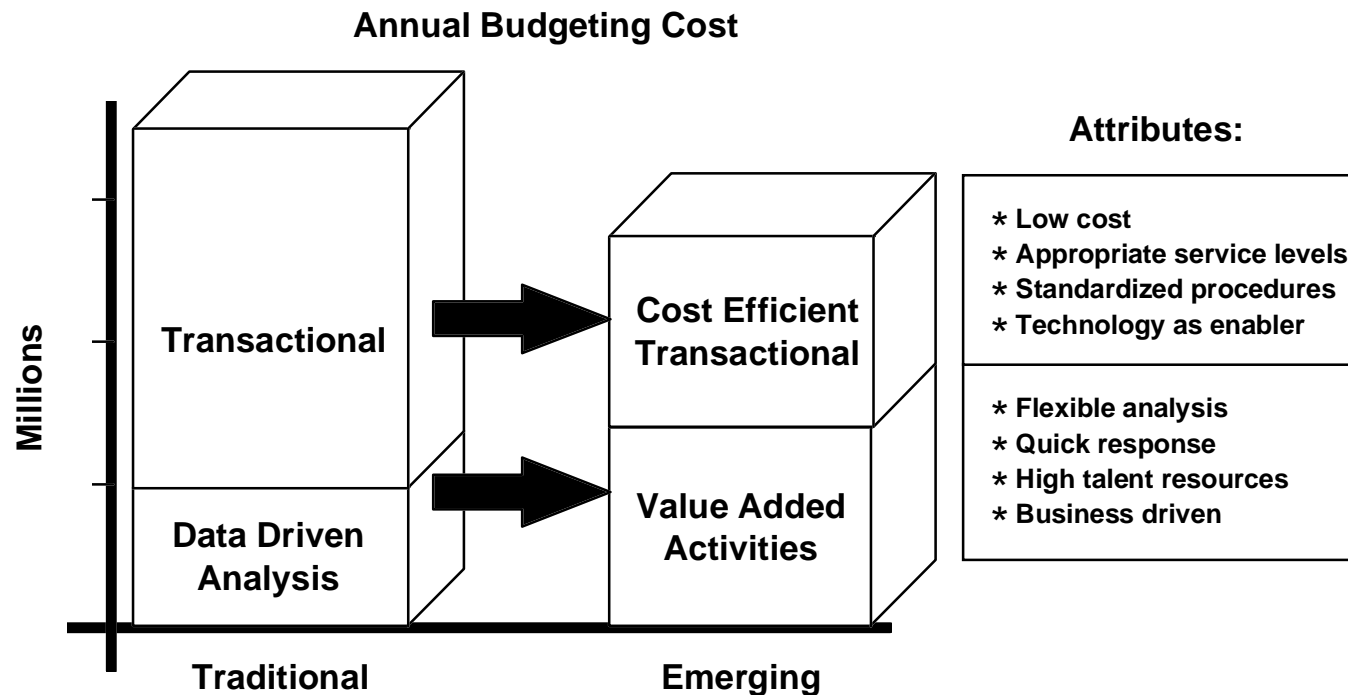 Annual Budgeting Cost
Millions
Transactional
Data Driven
Analysis
Traditional
Cost Efficient
Transactional
Value Added
Activities
Emerging
Attributes:
* Low cost
* Appropriate service levels
* Standardized procedures
* Technology as enabler
* Flexible analysis
* Quick response
* High talent resources
* Business driven